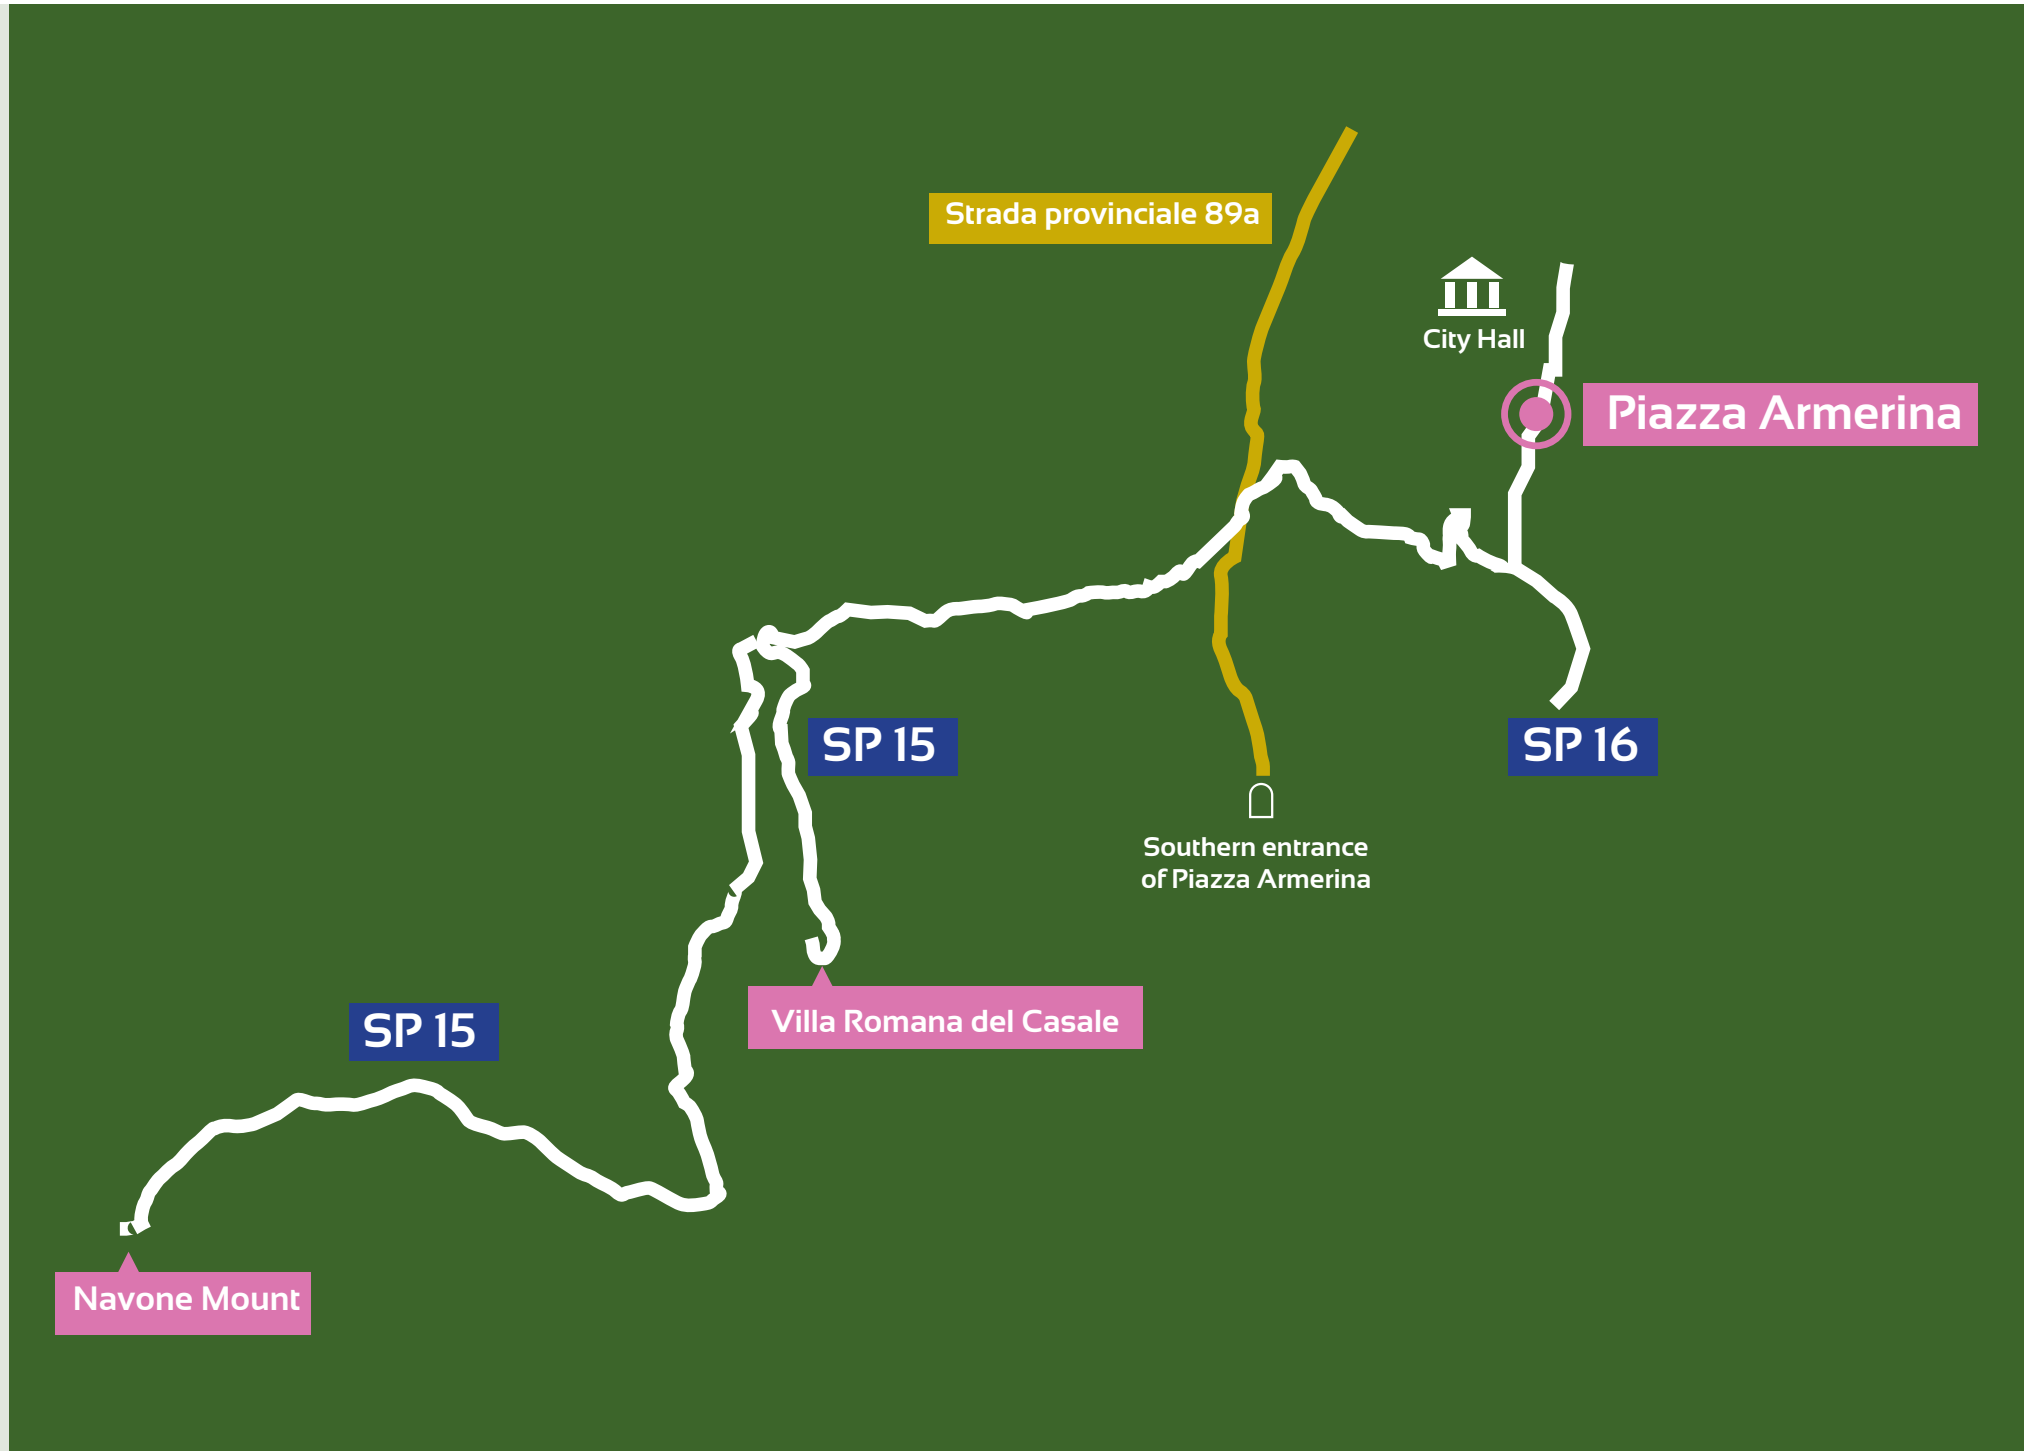 Strada provinciale 89a
City Hall
Piazza Armerina
SP 15
SP 16
Southern entrance
of Piazza Armerina
Villa Romana del Casale
SP 15
Navone Mount